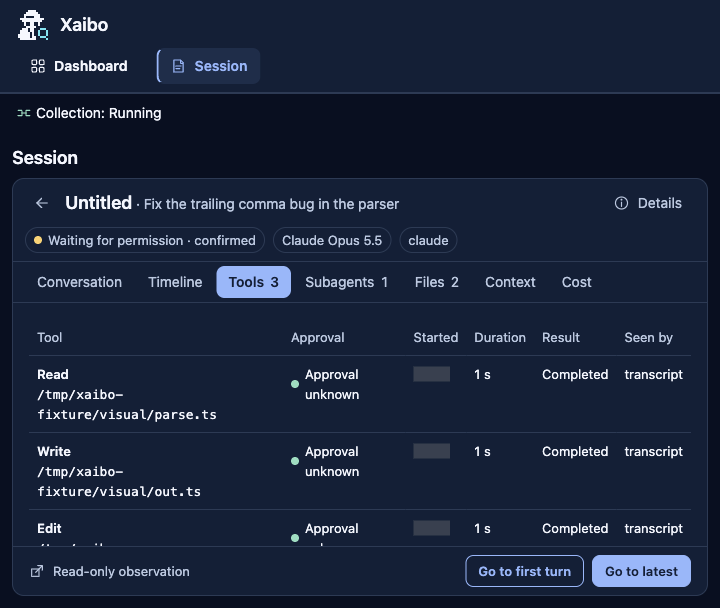 Xaibo
Dashboard
Session
Collection: Running
Session
Untitled · Fix the trailing comma bug in the parser
Details
Waiting for permission · confirmed
Claude Opus 5.5
claude
Conversation
Timeline
Tools 3
Subagents 1
Files 2
Context
Cost
Tool
Approval
Started
Duration
Result
Seen by
Read
/tmp/xaibo-
fixture/visual/parse.ts
Approval
unknown
1 s
Completed
transcript
Write
/tmp/xaibo-
fixture/visual/out.ts
Approval
unknown
1 s
Completed
transcript
Edit
Approval
1 s
Completed
transcript
Read-only observation
Go to first turn
Go to latest